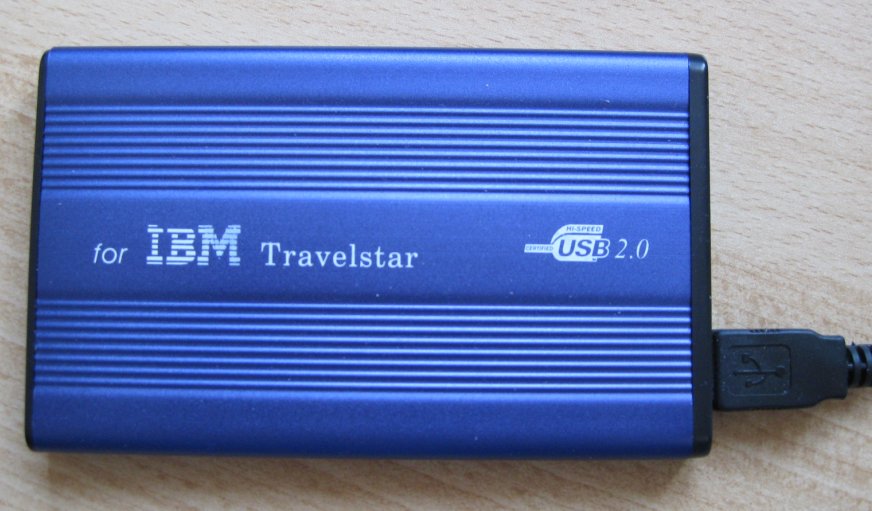 for IBM Travelstar
HI-SPEED
CERTIFIED USB 2.0